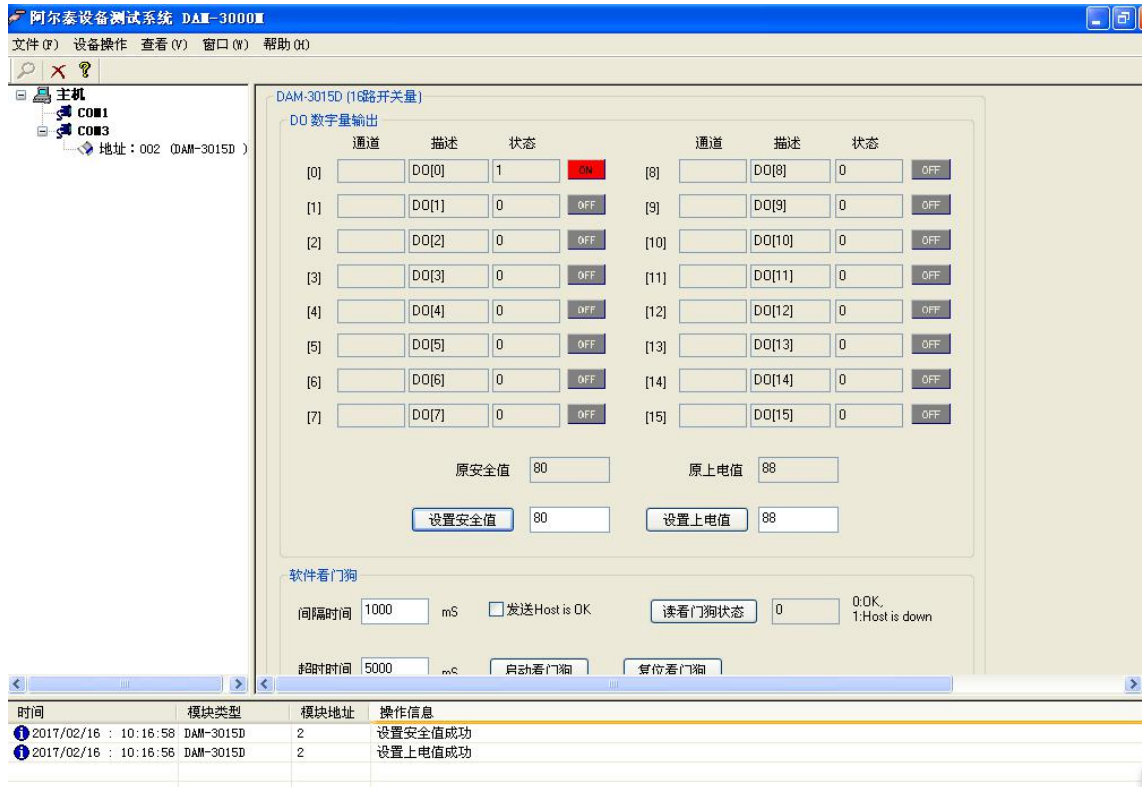 阿尔泰设备测试系统 DAM-3000M
文件(F) 设备操作 查看(V) 窗口(W) 帮助(H)
主机
COM1
COM3
地址：002 (DAM-3015D )
DAM-3015D (16路开关量)
DO 数字量输出
通道 描述 状态 通道 描述 状态
[0] DO[0] 1 ON [8] DO[8] 0 OFF
[1] DO[1] 0 OFF [9] DO[9] 0 OFF
[2] DO[2] 0 OFF [10] DO[10] 0 OFF
[3] DO[3] 0 OFF [11] DO[11] 0 OFF
[4] DO[4] 0 OFF [12] DO[12] 0 OFF
[5] DO[5] 0 OFF [13] DO[13] 0 OFF
[6] DO[6] 0 OFF [14] DO[14] 0 OFF
[7] DO[7] 0 OFF [15] DO[15] 0 OFF
原安全值 80 原上电值 88
设置安全值 80 设置上电值 88
软件看门狗
间隔时间 1000 mS 发送Host is OK 读看门狗状态 0 0:OK,
1:Host is down
超时时间 5000 mS 启动看门狗 复位看门狗
时间 模块类型 模块地址 操作信息
2017/02/16 : 10:16:58 DAM-3015D 2 设置安全值成功
2017/02/16 : 10:16:56 DAM-3015D 2 设置上电值成功